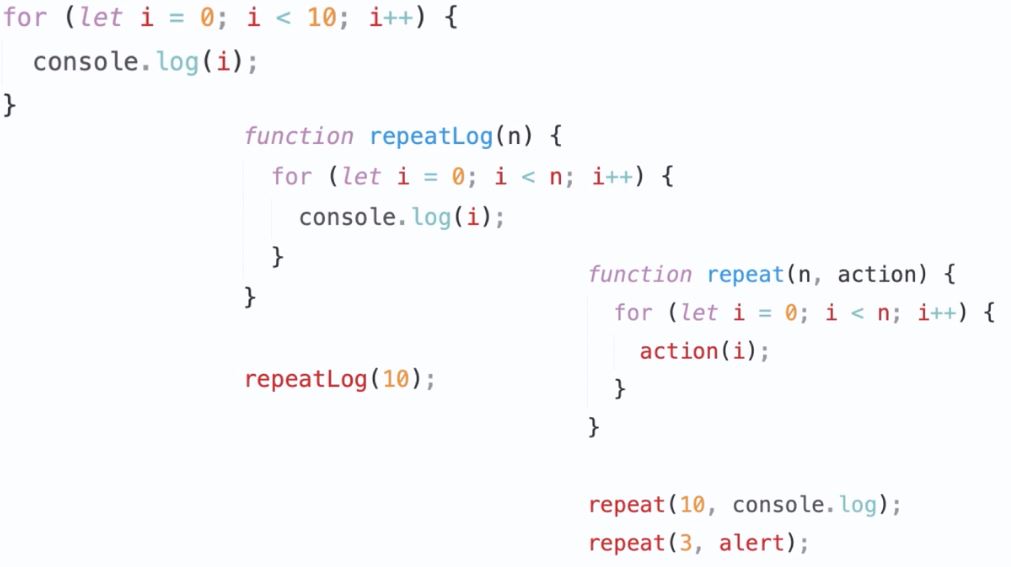 for (let i = 0; i < 10; i++) {
  console.log(i);
}
function repeatLog(n) {
  for (let i = 0; i < n; i++) {
    console.log(i);
  }
}

repeatLog(10);
function repeat(n, action) {
  for (let i = 0; i < n; i++) {
    action(i);
  }
}

repeat(10, console.log);
repeat(3, alert);